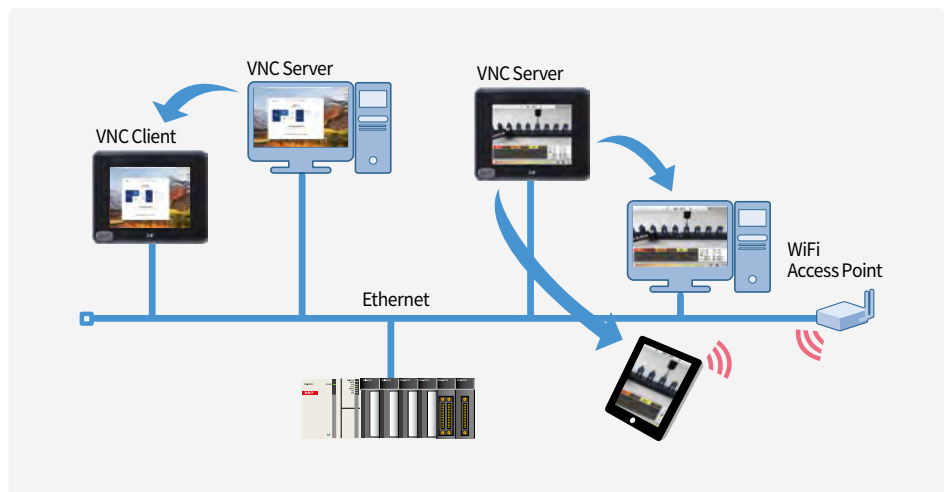 VNC Server
VNC Server
VNC Client
WiFi
Access Point
Ethernet